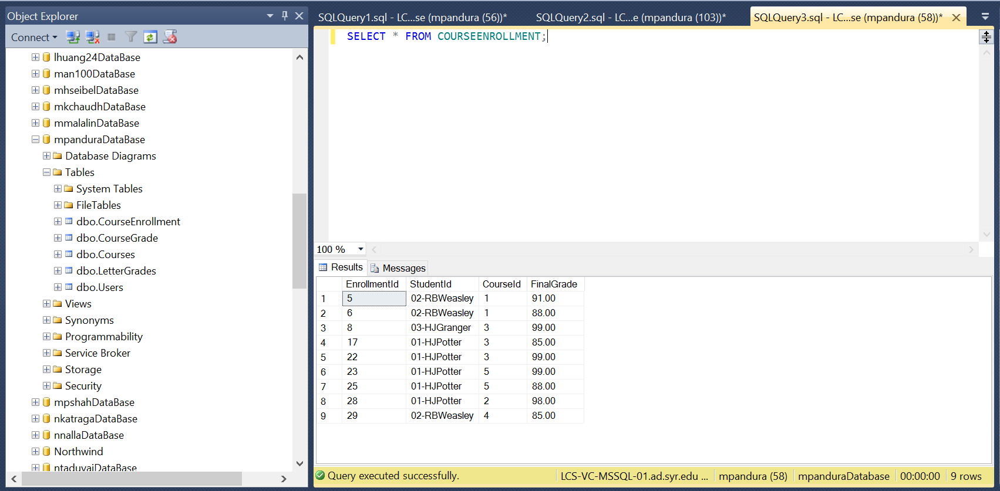 Object Explorer
Connect
lhuang24DataBase
man100DataBase
mhseibelDataBase
mkchaudhDataBase
mmalalinDataBase
mpanduraDataBase
Database Diagrams
Tables
System Tables
FileTables
dbo.CourseEnrollment
dbo.CourseGrade
dbo.Courses
dbo.LetterGrades
dbo.Users
Views
Synonyms
Programmability
Service Broker
Storage
Security
mpshahDataBase
nkatragaDataBase
nnallaDataBase
Northwind
ntaduvaiDataBase
SQLQuery1.sql - LC...se (mpandura (56))* SQLQuery2.sql - LC...e (mpandura (103))* SQLQuery3.sql - LC...se (mpandura (58))*
SELECT * FROM COURSEENROLLMENT;
100 %
Results Messages
EnrollmentId StudentId CourseId FinalGrade
1 5 02-RBWeasley 1 91.00
2 6 02-RBWeasley 1 88.00
3 8 03-HJGranger 3 99.00
4 17 01-HJPotter 3 85.00
5 22 01-HJPotter 3 99.00
6 23 01-HJPotter 5 99.00
7 25 01-HJPotter 5 88.00
8 28 01-HJPotter 2 98.00
9 29 02-RBWeasley 4 85.00
Query executed successfully. LCS-VC-MSSQL-01.ad.syr.edu ... mpandura (58) mpanduraDatabase 00:00:00 9 rows